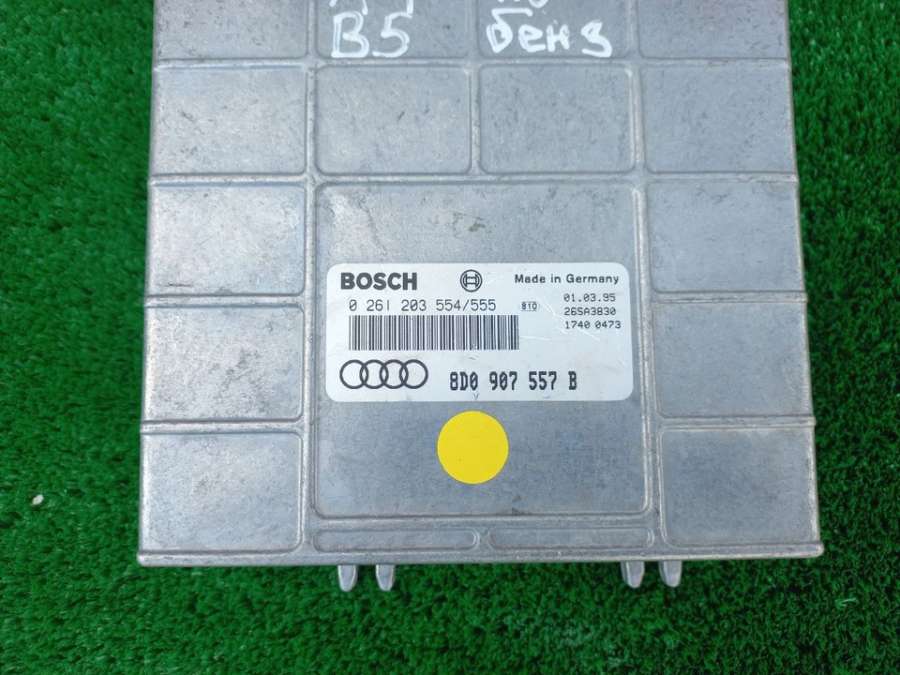 B5 бенз
BOSCH Made in Germany
0 261 203 554/555 810 01.03.95
26SA3830
1740 0473
8D0 907 557 B